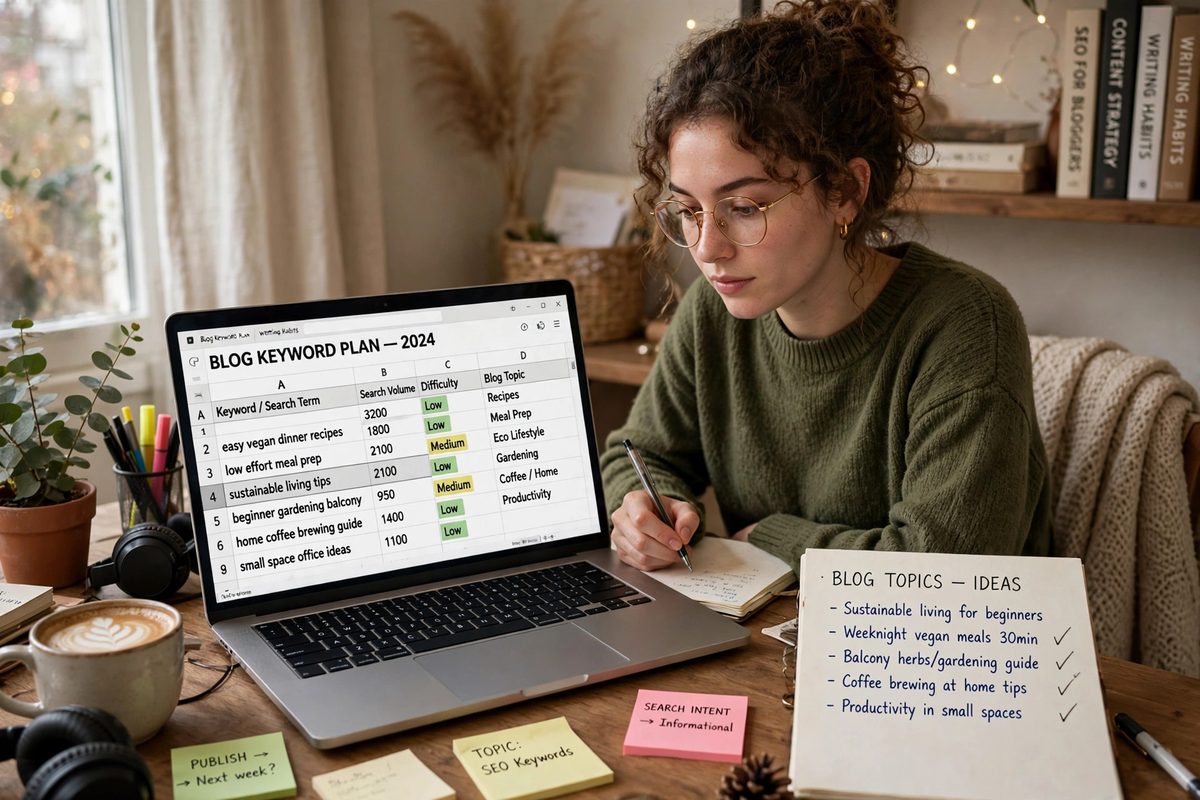 Blog Keyword Plan
Writing Habits
BLOG KEYWORD PLAN — 2024
A B C D
A Keyword / Search Term Search Volume Difficulty Blog Topic
1 3200 Low Recipes
2 easy vegan dinner recipes 1800 Low Meal Prep
3 low effort meal prep 2100 Medium Eco Lifestyle
4 sustainable living tips 2100 Low Gardening
5 beginner gardening balcony 950 Medium Coffee / Home
6 home coffee brewing guide 1400 Low Productivity
9 small space office ideas 1100 Low
SEO FOR BLOGGERS
CONTENT STRATEGY
WRITING HABITS
WRITING HABITS
· BLOG TOPICS — IDEAS
- Sustainable living for beginners
- Weeknight vegan meals 30min ✓
- Balcony herbs/gardening guide ✓
- Coffee brewing at home tips ✓
- Productivity in small spaces ✓
PUBLISH →
→ Next week?
TOPIC:
SEO Keywords
SEARCH INTENT
→ Informational